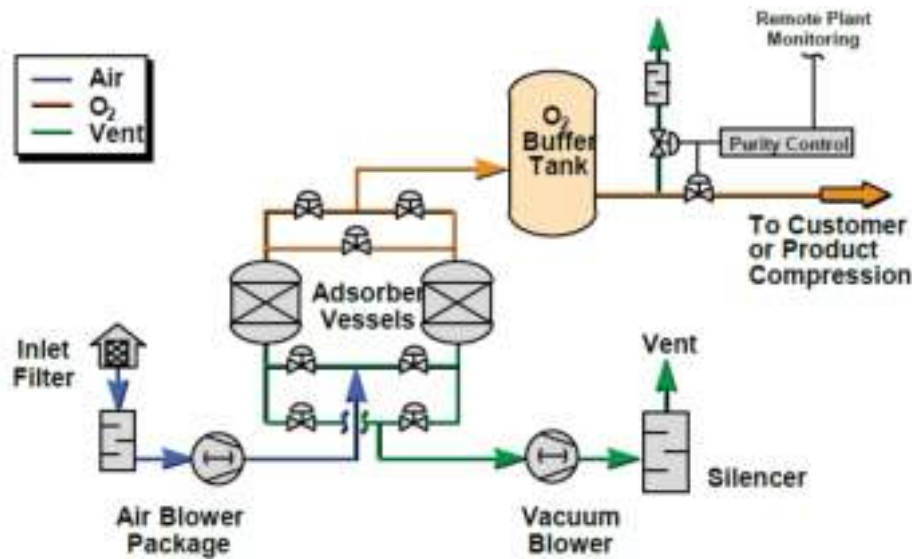 Remote Plant
Monitoring
Air
O₂
Vent
O₂
Buffer
Tank
Purity Control
To Customer
or Product
Compression
Adsorber
Vessels
Inlet
Filter
Vent
Silencer
Air Blower
Package
Vacuum
Blower